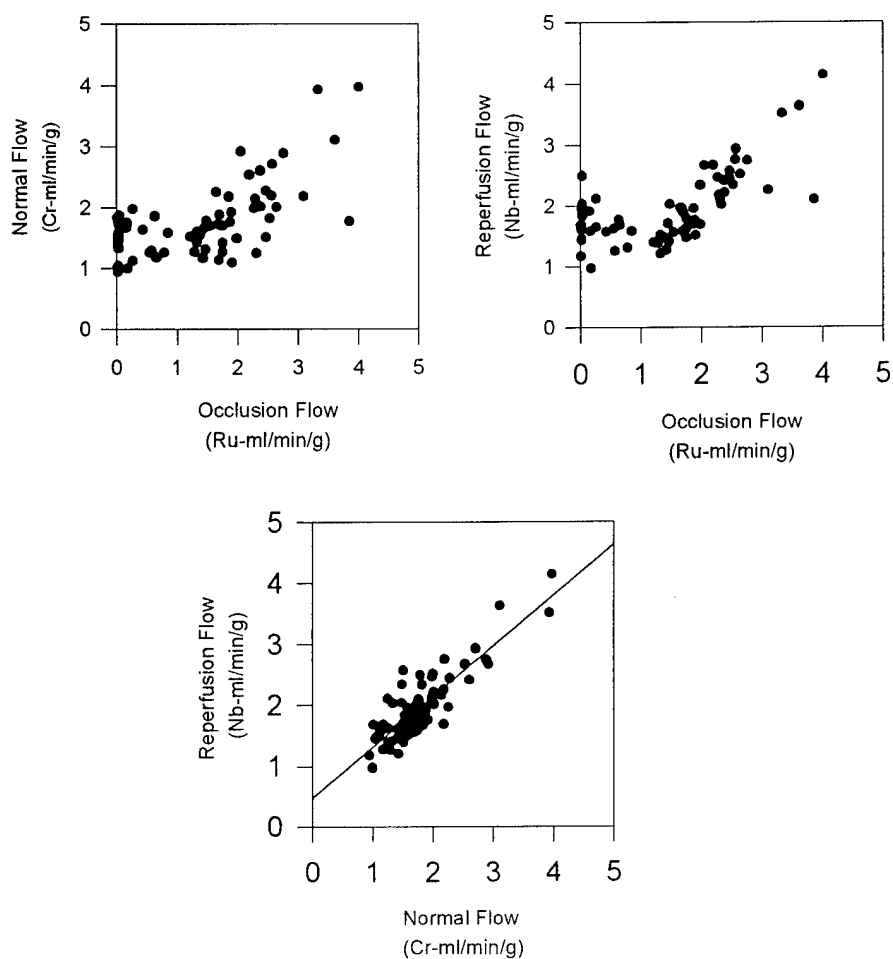 5
4
3
2
1
0
Normal Flow
(Cr-ml/min/g)
0 1 2 3 4 5
Occlusion Flow
(Ru-ml/min/g)
5
4
3
2
1
0
Reperfusion Flow
(Nb-ml/min/g)
0 1 2 3 4 5
Occlusion Flow
(Ru-ml/min/g)
5
4
3
2
1
0
Reperfusion Flow
(Nb-ml/min/g)
0 1 2 3 4 5
Normal Flow
(Cr-ml/min/g)